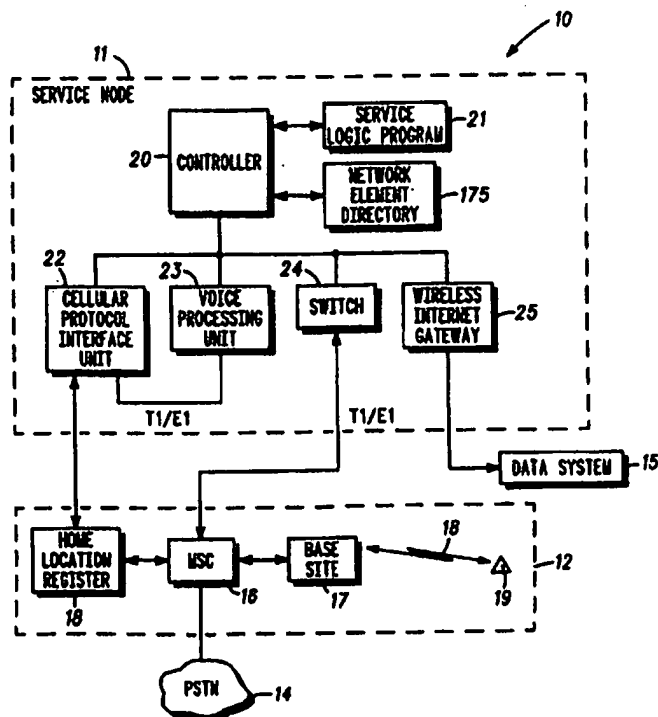 10
11
SERVICE NODE
20
CONTROLLER
SERVICE
LOGIC PROGRAM
21
NETWORK
ELEMENT
DIRECTORY
175
22
CELLULAR
PROTOCOL
INTERFACE
UNIT
23
VOICE
PROCESSING
UNIT
24
SWITCH
WIRELESS
INTERNET
GATEWAY
25
T1/E1
T1/E1
DATA SYSTEM
15
HOME
LOCATION
REGISTER
18
MSC
16
BASE
SITE
17
18
19
12
PSTN
14